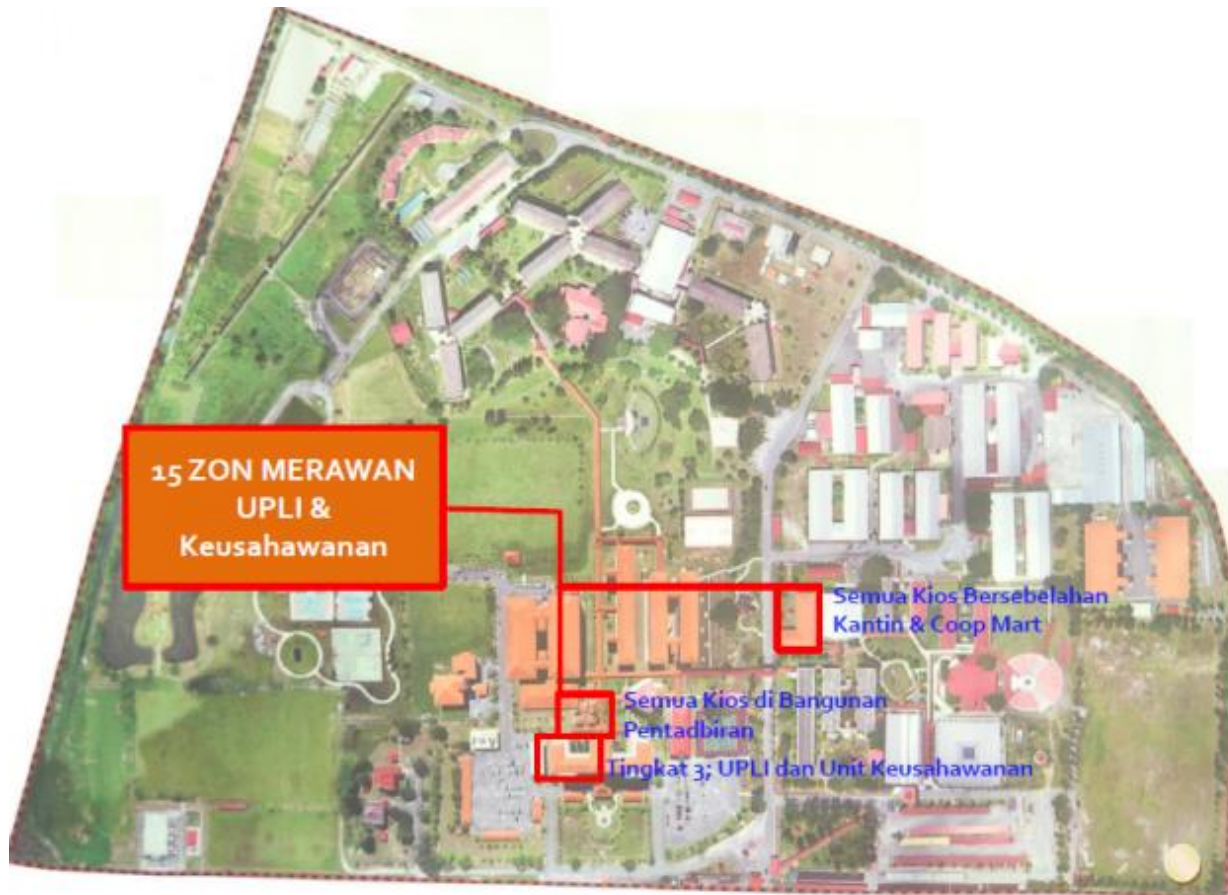 15 ZON MERAWAN
UPLI &
Keusahawanan
Semua Kios Bersebelahan
Kantin & Coop Mart
Semua Kios di Bangunan
Pentadbiran
Tingkat 3; UPLI dan Unit Keusahawanan